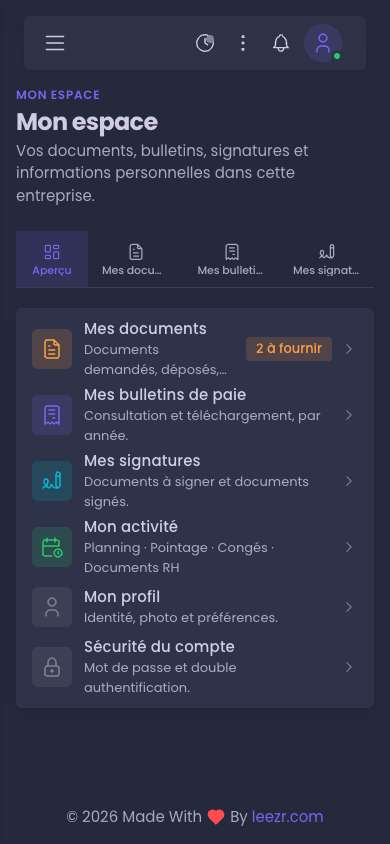 MON ESPACE
Mon espace
Vos documents, bulletins, signatures et
informations personnelles dans cette
entreprise.
Aperçu
Mes docu...
Mes bulleti...
Mes signat...
Mes documents
Documents
demandés, déposés,...
2 à fournir
Mes bulletins de paie
Consultation et téléchargement, par
année.
Mes signatures
Documents à signer et documents
signés.
Mon activité
Planning · Pointage · Congés ·
Documents RH
Mon profil
Identité, photo et préférences.
Sécurité du compte
Mot de passe et double
authentification.
© 2026 Made With ❤ By leezr.com